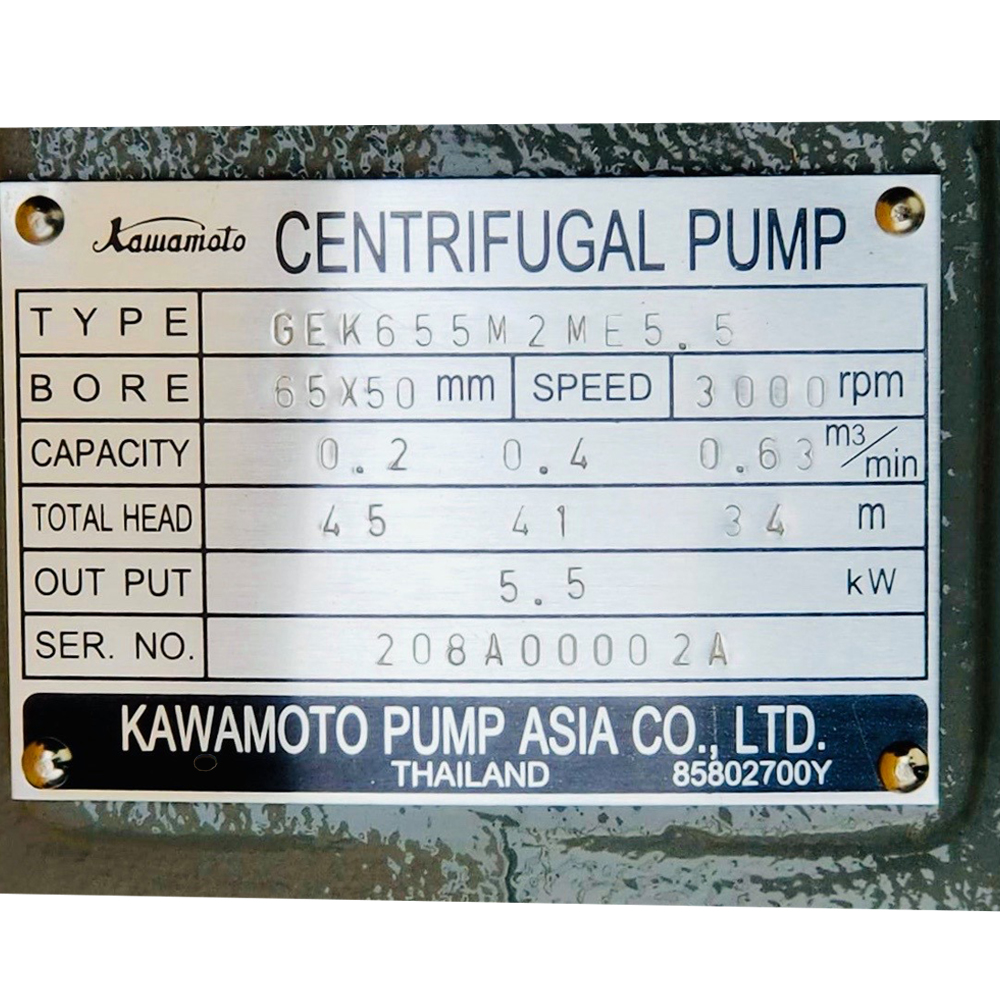 Kawamoto CENTRIFUGAL PUMP
TYPE GEK655M2ME5.5
BORE 65X50 mm SPEED 3000 rpm
CAPACITY 0.2 0.4 0.63 m3/min
TOTAL HEAD 45 41 34 m
OUT PUT 5.5 kW
SER. NO. 208A00002A
KAWAMOTO PUMP ASIA CO., LTD.
THAILAND 85802700Y